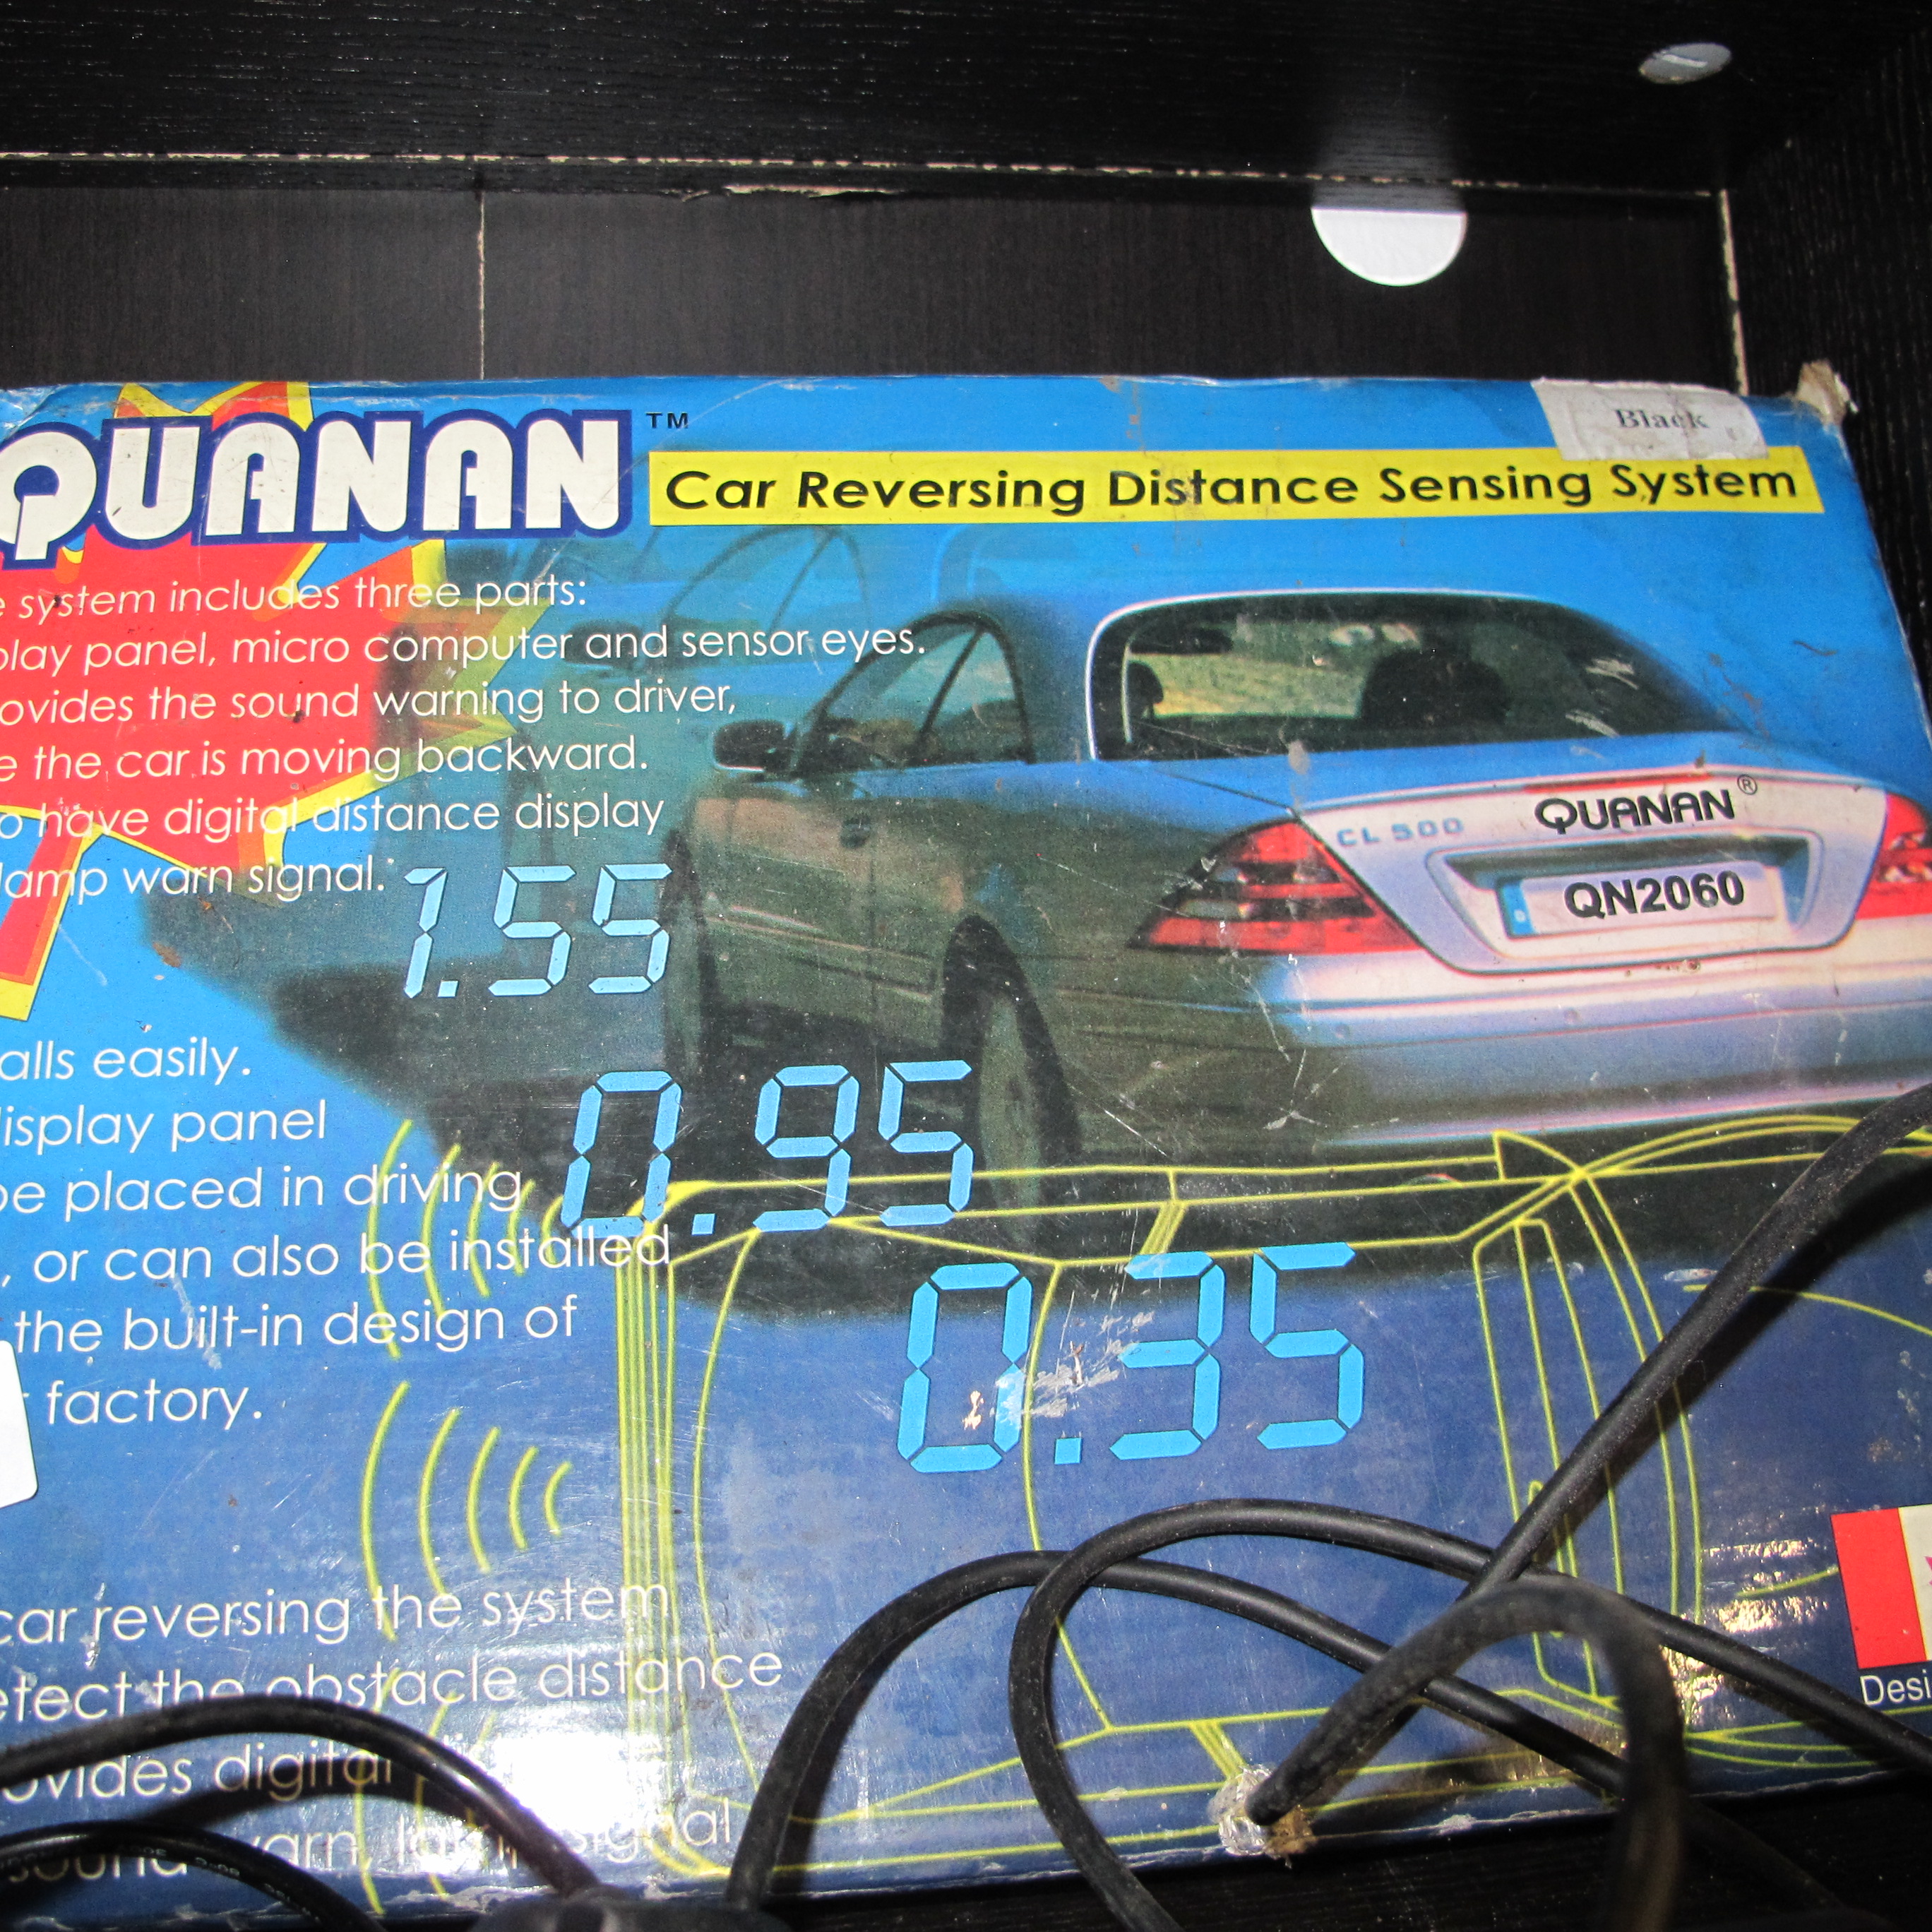 QUANAN™
Black
Car Reversing Distance Sensing System
e system includes three parts:
play panel, micro computer and sensor eyes.
ovides the sound warning to driver,
e the car is moving backward.
o have digital distance display
lamp warn signal.
QUANAN®
CL 500
QN2060
1.55
alls easily.
display panel
be placed in driving
, or can also be installed
the built-in design of
factory.
0.95
0.35
car reversing the system
etect the obstacle distance
ovides digital
sound warn, lamp signal
Desi